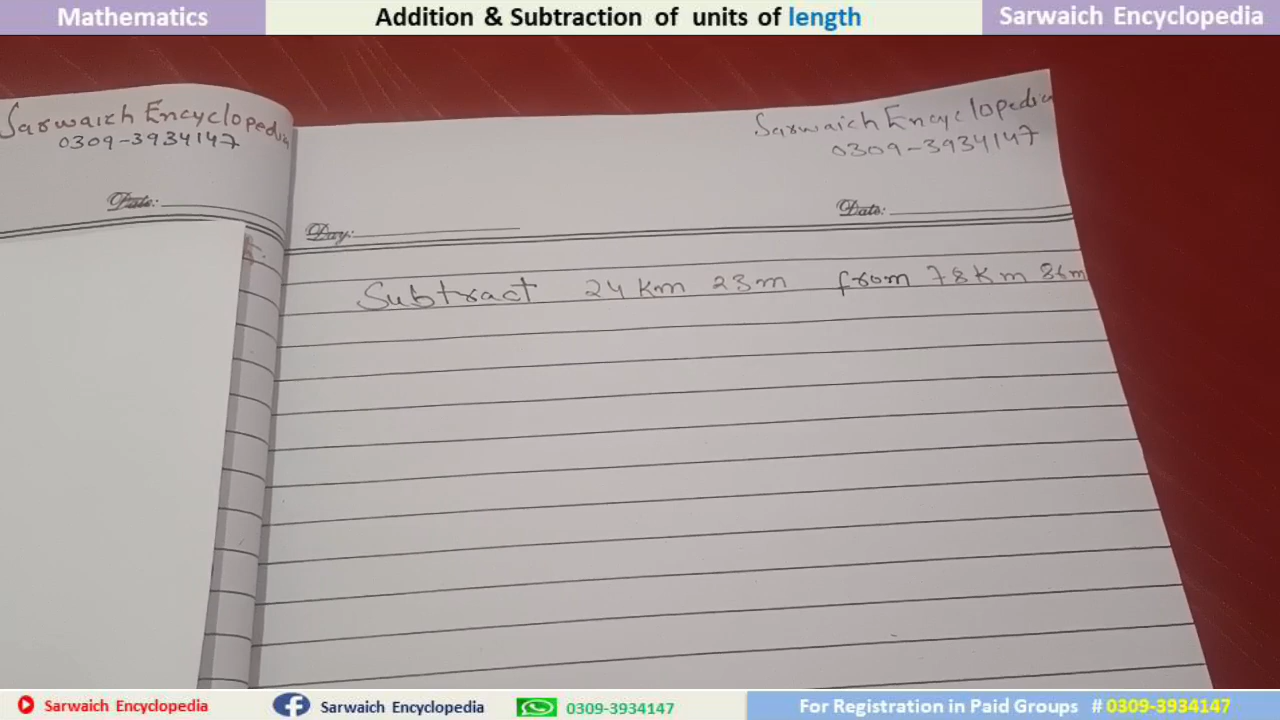 Mathematics
Addition & Subtraction of units of length
Sarwaich Encyclopedia
Sarwaich Encyclopedia
0309-3934147
Date:
Sarwaich Encyclopedia
0309-3934147
Day:
Date:
Subtract 24 Km 23m from 78Km 86m
Sarwaich Encyclopedia
Sarwaich Encyclopedia
0309-3934147
For Registration in Paid Groups # 0309-3934147